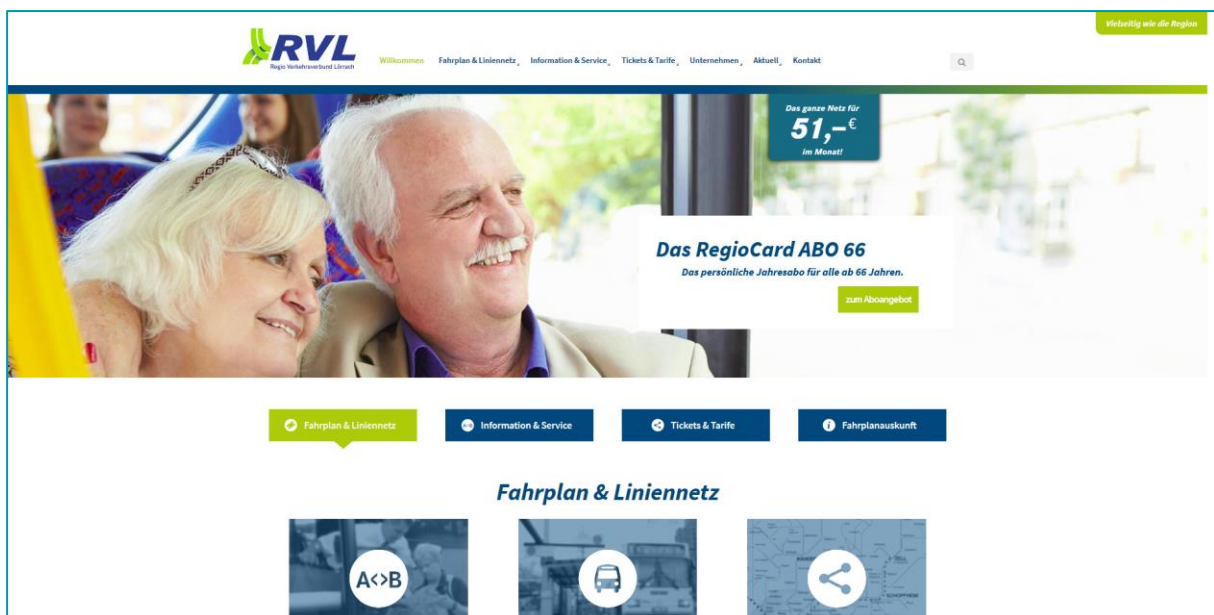 Vielseitig wie die Region
RVL
Regio Verkehrsverbund Lörrach
Willkommen Fahrplan & Liniennetz Information & Service Tickets & Tarife Unternehmen Aktuell Kontakt
Das ganze Netz für
51,–€
im Monat!
Das RegioCard ABO 66
Das persönliche Jahresabo für alle ab 66 Jahren.
zum Aboangebot
Fahrplan & Liniennetz Information & Service Tickets & Tarife Fahrplanauskunft
Fahrplan & Liniennetz
A<>B